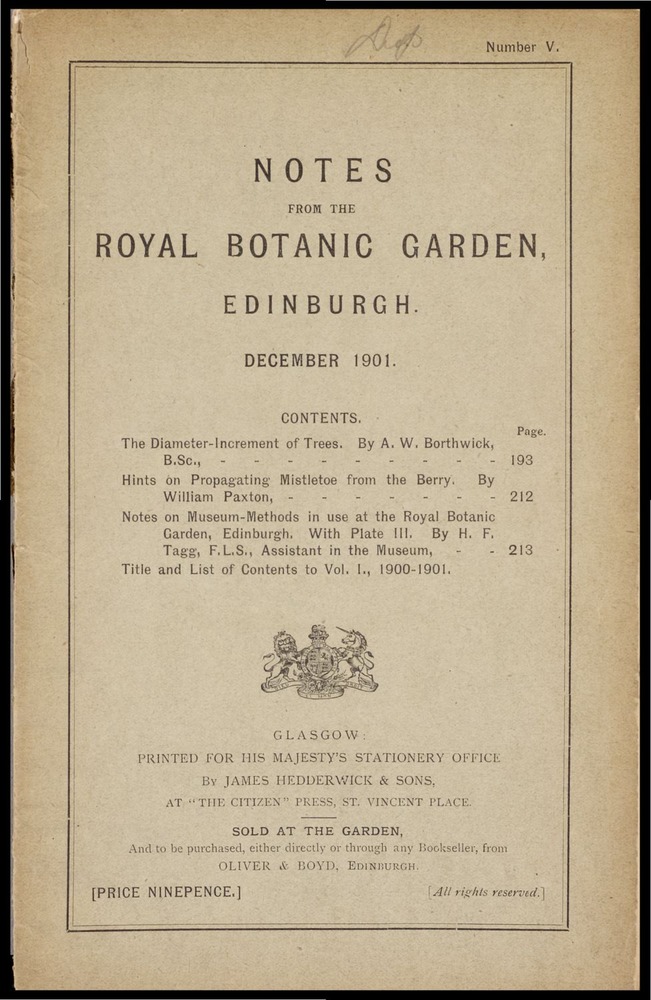 Number V.
NOTES
FROM THE
ROYAL BOTANIC GARDEN,
EDINBURGH.
DECEMBER 1901.
CONTENTS.
Page.
The Diameter-Increment of Trees. By A. W. Borthwick,
B.Sc., - - - - - - - - - 193
Hints on Propagating Mistletoe from the Berry. By
William Paxton, - - - - - - - 212
Notes on Museum-Methods in use at the Royal Botanic
Garden, Edinburgh. With Plate III. By H. F.
Tagg, F.L.S., Assistant in the Museum, - - 213
Title and List of Contents to Vol. I., 1900-1901.
GLASGOW:
PRINTED FOR HIS MAJESTY'S STATIONERY OFFICE
BY JAMES HEDDERWICK & SONS,
AT "THE CITIZEN" PRESS, ST. VINCENT PLACE.
SOLD AT THE GARDEN,
And to be purchased, either directly or through any Bookseller, from
OLIVER & BOYD, EDINBURGH.
[PRICE NINEPENCE.] [All rights reserved.]